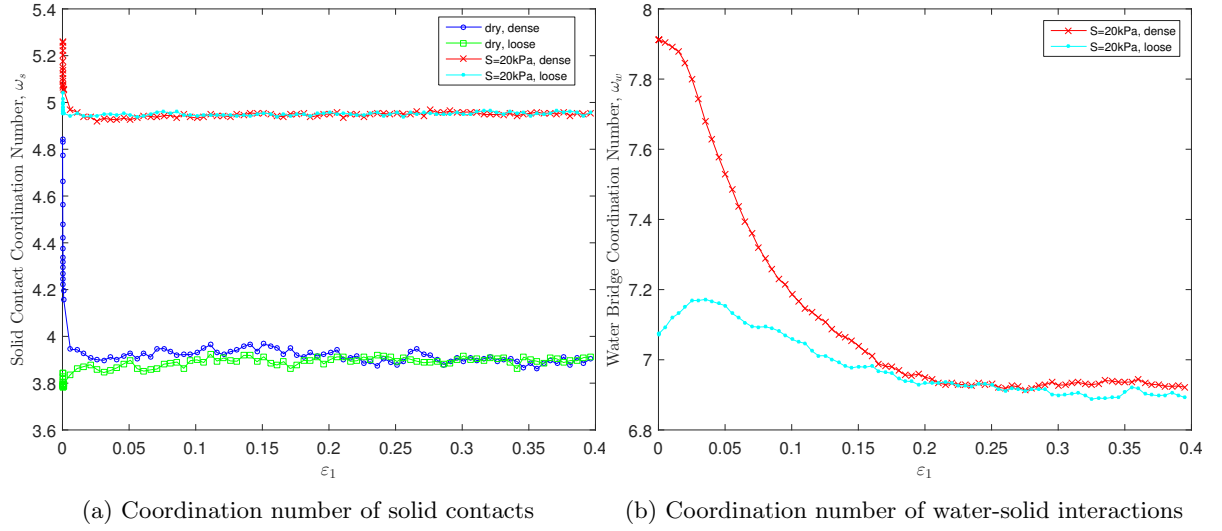 5.4
5.2
5
4.8
4.6
4.4
4.2
4
3.8
3.6
Solid Contact Coordination Number, ω_s
dry, dense
dry, loose
S=20kPa, dense
S=20kPa, loose
0 0.05 0.1 0.15 0.2 0.25 0.3 0.35 0.4
ε₁
(a) Coordination number of solid contacts
8
7.8
7.6
7.4
7.2
7
6.8
Water Bridge Coordination Number, ω_w
S=20kPa, dense
S=20kPa, loose
0 0.05 0.1 0.15 0.2 0.25 0.3 0.35 0.4
ε₁
(b) Coordination number of water-solid interactions